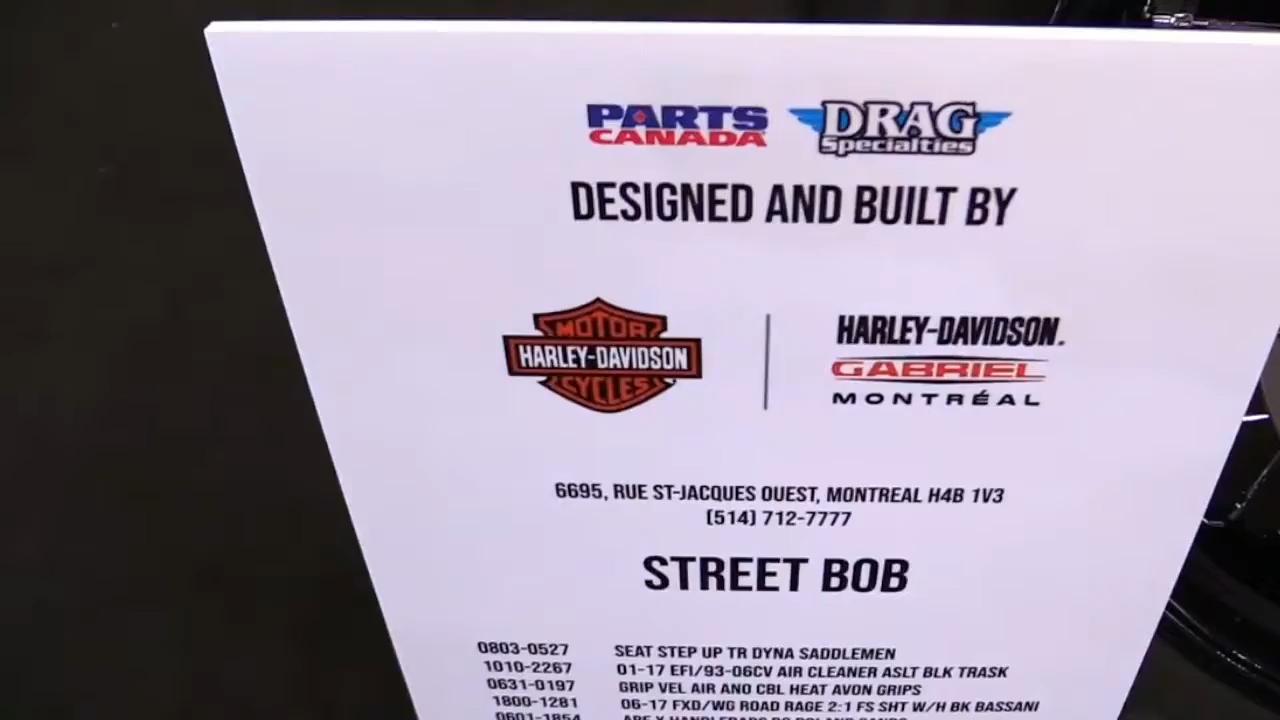 PARTS CANADA
DRAG Specialties
DESIGNED AND BUILT BY
MOTOR
HARLEY-DAVIDSON
CYCLES
HARLEY-DAVIDSON.
GABRIEL
MONTRÉAL
6695, RUE ST-JACQUES OUEST, MONTREAL H4B 1V3
(514) 712-7777
STREET BOB
0803-0527 SEAT STEP UP TR DYNA SADDLEMEN
1010-2267 01-17 EFI/93-06CV AIR CLEANER ASLT BLK TRASK
0631-0197 GRIP VEL AIR ANO CBL HEAT AVON GRIPS
1800-1281 06-17 FXD/WG ROAD RAGE 2:1 FS SHT W/H BK BASSANI
0601-1854